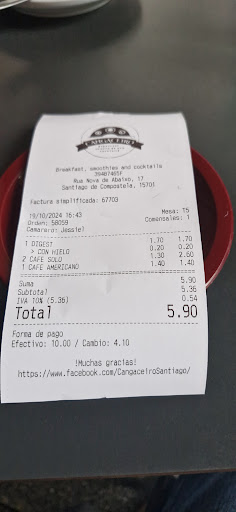 CANGACEIRO
Breakfast, smoothies and cocktails
39487465F
Rua Nova de Abaixo, 17
Santiago de Compostela, 15701
Factura simplificada: 67703
19/10/2024 16:43 Mesa: T5
Orden: 58059 Comensales: 1
Camarero: Jessiel
1 DIGEST 1.70 1.70
> CON HIELO 0.20 0.20
2 CAFE SOLO 1.30 2.60
1 CAFE AMERICANO 1.40 1.40
Suma 5.90
Subtotal 5.36
IVA 10% (5.36) 0.54
Total 5.90
Forma de pago
Efectivo: 10.00 / Cambio: 4.10
!Muchas gracias!
https://www.facebook.com/CangaceiroSantiago/